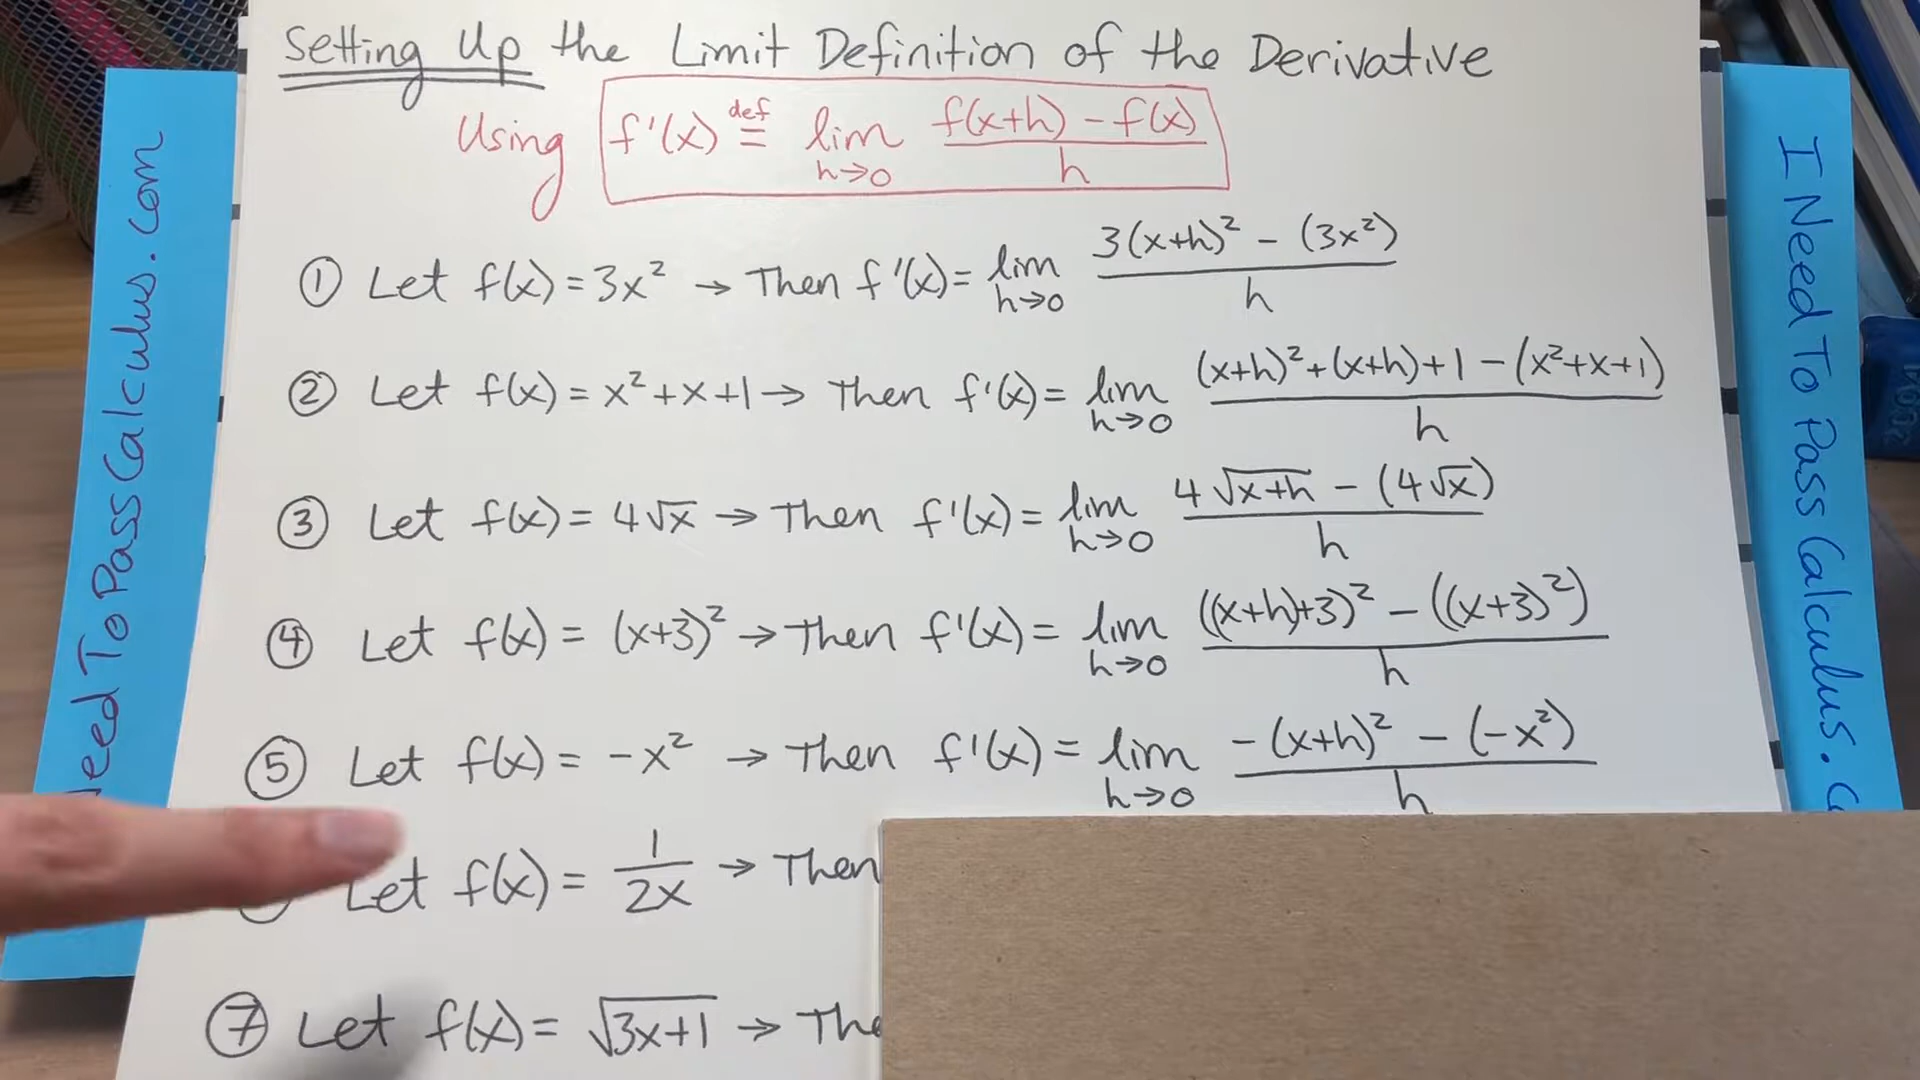 Setting Up the Limit Definition of the Derivative
Using f'(x) def= lim h→0 f(x+h) - f(x) / h
① Let f(x) = 3x² → Then f'(x) = lim h→0 3(x+h)² - (3x²) / h
② Let f(x) = x² + x + 1 → Then f'(x) = lim h→0 (x+h)² + (x+h) + 1 - (x² + x + 1) / h
③ Let f(x) = 4√x → Then f'(x) = lim h→0 4√(x+h) - (4√x) / h
④ Let f(x) = (x+3)² → Then f'(x) = lim h→0 ((x+h)+3)² - ((x+3)²) / h
⑤ Let f(x) = -x² → Then f'(x) = lim h→0 -(x+h)² - (-x²) / h
Let f(x) = 1 / 2x → Then
⑦ Let f(x) = √(3x+1) →
Need To Pass Calculus.com
I Need To Pass Calculus.